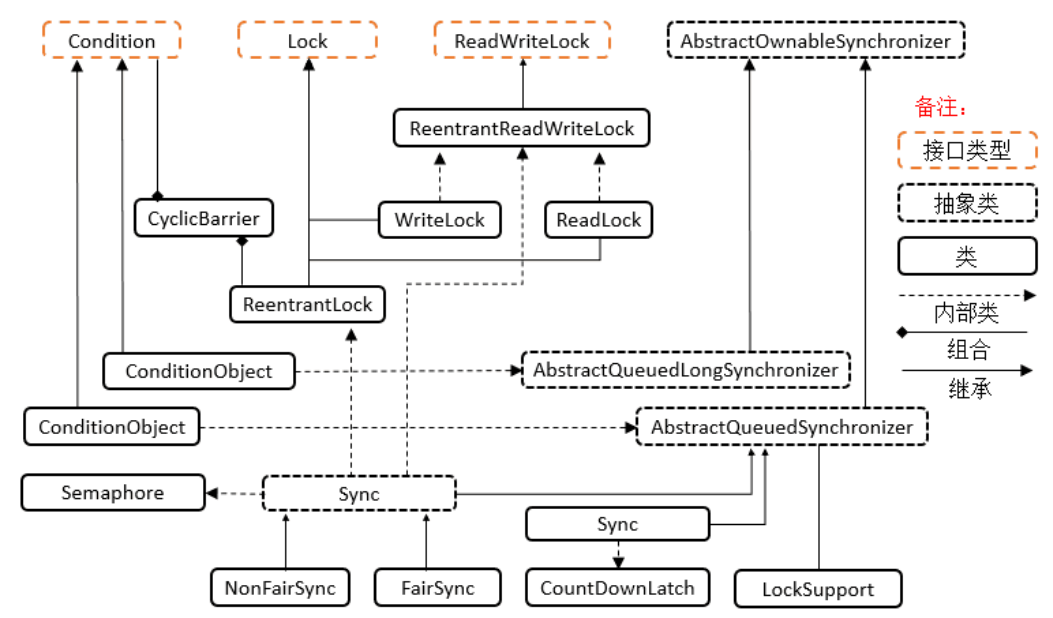 Condition
Lock
ReadWriteLock
AbstractOwnableSynchronizer
备注：
ReentrantReadWriteLock
接口类型
抽象类
CyclicBarrier
WriteLock
ReadLock
类
ReentrantLock
内部类
组合
ConditionObject
AbstractQueuedLongSynchronizer
继承
ConditionObject
AbstractQueuedSynchronizer
Semaphore
Sync
Sync
NonFairSync
FairSync
CountDownLatch
LockSupport